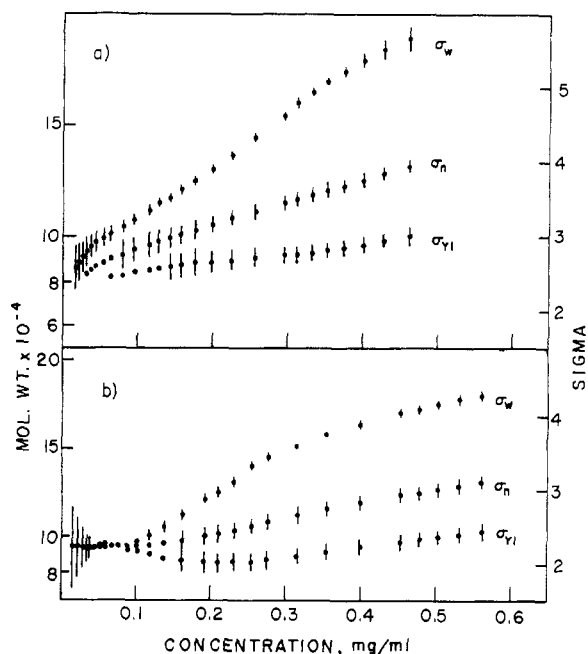 a)
15
10
8
6
5
4
3
2
σw
σn
σY1
MOL. WT. x 10⁻⁴
SIGMA
b)
20
15
10
8
4
3
2
σw
σn
σY1
0.1 0.2 0.3 0.4 0.5 0.6
CONCENTRATION, mg/ml